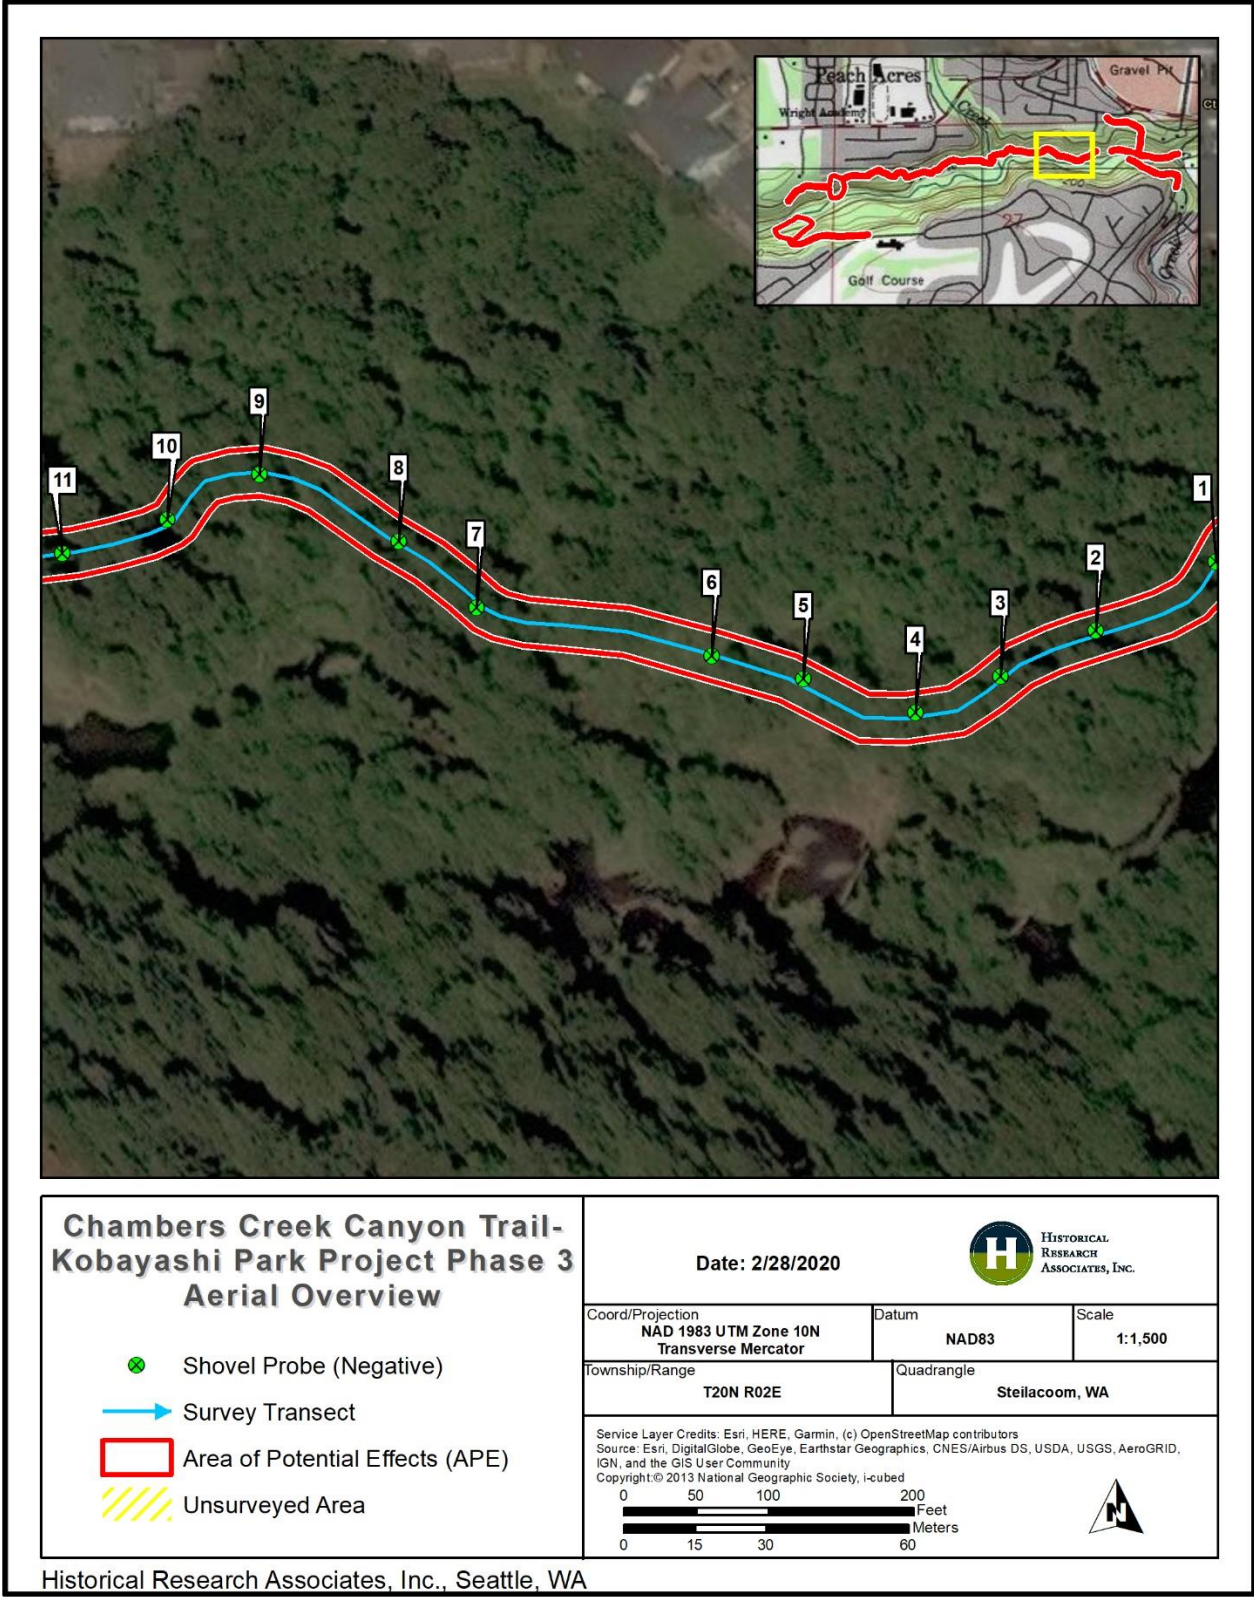 Peach Acres
Gravel Pit
Wright Academy
Creek
200
27
Creek
Golf Course
9
10
8
11
1
7
2
6
5
3
4
Chambers Creek Canyon Trail-
Kobayashi Park Project Phase 3
Aerial Overview
Shovel Probe (Negative)
Survey Transect
Area of Potential Effects (APE)
Unsurveyed Area
Date: 2/28/2020
H
HISTORICAL
RESEARCH
ASSOCIATES, INC.
Coord/Projection
NAD 1983 UTM Zone 10N
Transverse Mercator
Datum
NAD83
Scale
1:1,500
Township/Range
T20N R02E
Quadrangle
Steilacoom, WA
Service Layer Credits: Esri, HERE, Garmin, (c) OpenStreetMap contributors
Source: Esri, DigitalGlobe, GeoEye, Earthstar Geographics, CNES/Airbus DS, USDA, USGS, AeroGRID,
IGN, and the GIS User Community
Copyright:© 2013 National Geographic Society, i-cubed
0 50 100 200
Feet
Meters
0 15 30 60
N
Historical Research Associates, Inc., Seattle, WA